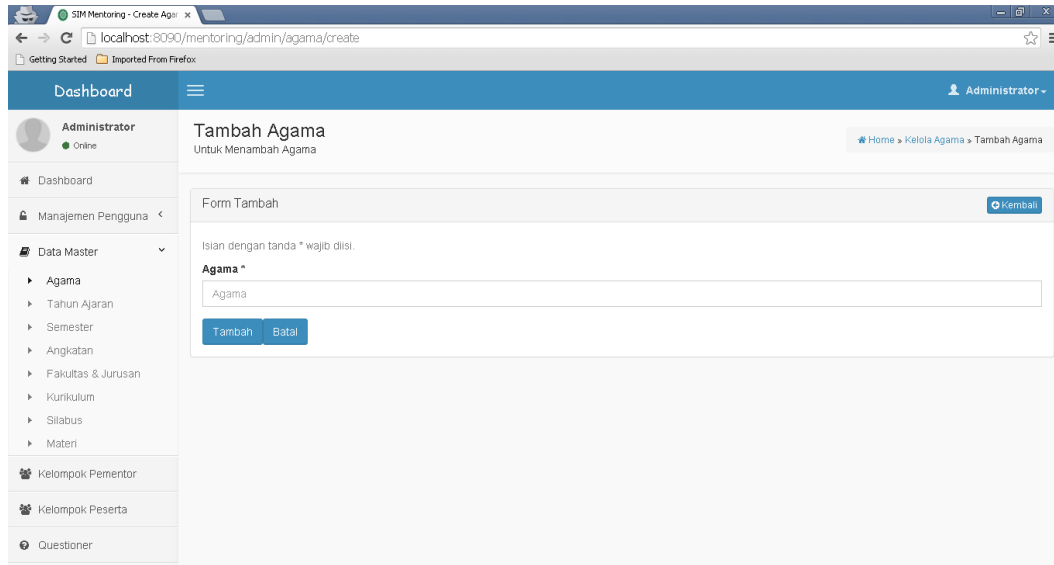 SIM Mentoring - Create Agar
localhost:8090/mentoring/admin/agama/create
Getting Started Imported From Firefox
Dashboard Administrator
Administrator
Online
Tambah Agama
Untuk Menambah Agama
Home » Kelola Agama » Tambah Agama
Dashboard
Manajemen Pengguna
Data Master
Agama
Tahun Ajaran
Semester
Angkatan
Fakultas & Jurusan
Kurikulum
Silabus
Materi
Kelompok Pementor
Kelompok Peserta
Questioner
Form Tambah Kembali
Isian dengan tanda * wajib diisi.
Agama *
Agama
Tambah Batal